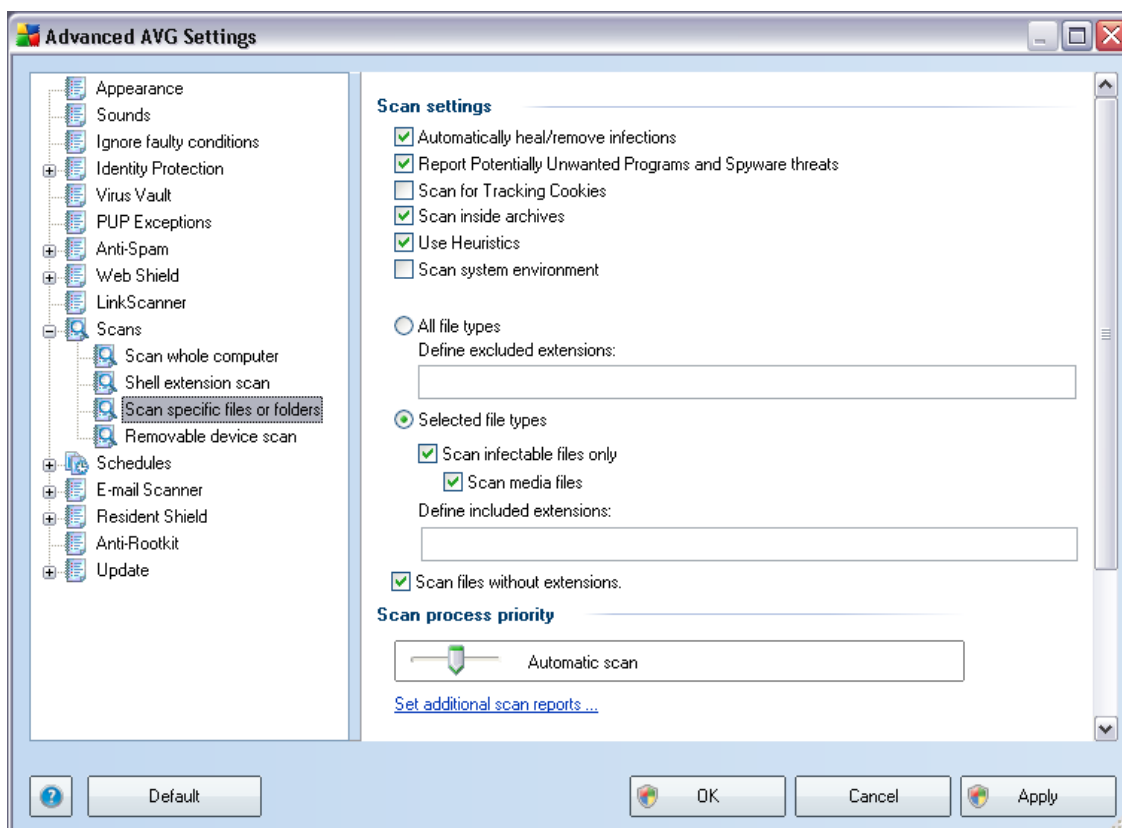 Advanced AVG Settings
Appearance
Sounds
Ignore faulty conditions
Identity Protection
Virus Vault
PUP Exceptions
Anti-Spam
Web Shield
LinkScanner
Scans
Scan whole computer
Shell extension scan
Scan specific files or folders
Removable device scan
Schedules
E-mail Scanner
Resident Shield
Anti-Rootkit
Update
Scan settings
Automatically heal/remove infections
Report Potentially Unwanted Programs and Spyware threats
Scan for Tracking Cookies
Scan inside archives
Use Heuristics
Scan system environment
All file types
Define excluded extensions:
Selected file types
Scan infectable files only
Scan media files
Define included extensions:
Scan files without extensions.
Scan process priority
Automatic scan
Set additional scan reports ...
?
Default
OK
Cancel
Apply